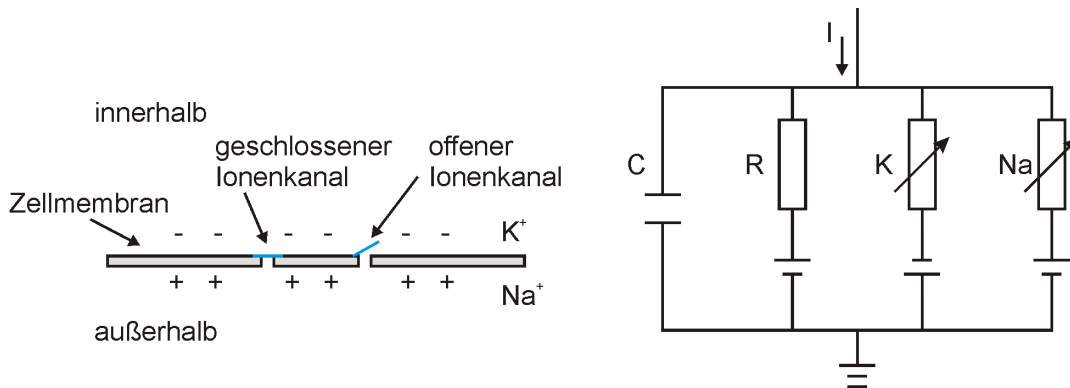 innerhalb
geschlossener
Ionenkanal
offener
Ionenkanal
Zellmembran
- - - - - -
K⁺
+ + + + + +
Na⁺
außerhalb
I
C
R
K
Na